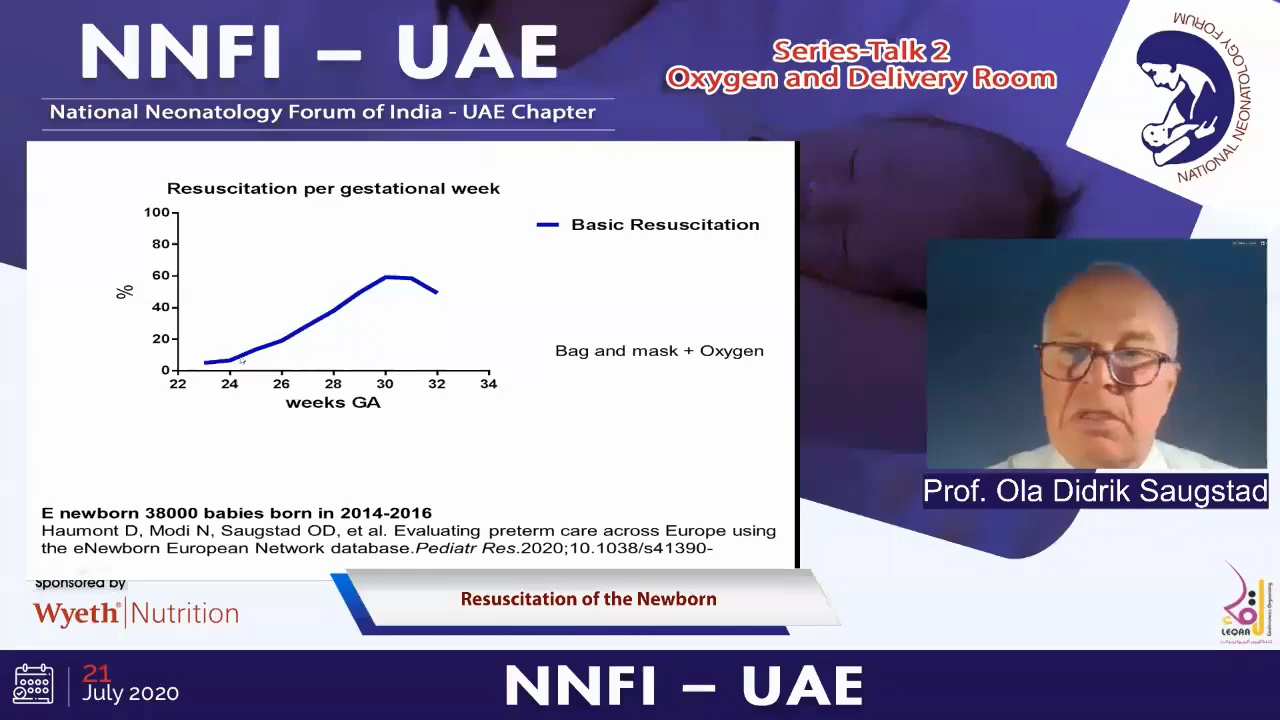 NNFI – UAE
National Neonatology Forum of India - UAE Chapter
Series-Talk 2
Oxygen and Delivery Room
NATIONAL NEONATOLOGY FORUM
Resuscitation per gestational week
100
80
60
40
20
0
%
22 24 26 28 30 32 34
weeks GA
Basic Resuscitation
Bag and mask + Oxygen
E newborn 38000 babies born in 2014-2016
Haumont D, Modi N, Saugstad OD, et al. Evaluating preterm care across Europe using
the eNewborn European Network database.Pediatr Res.2020;10.1038/s41390-
Prof. Ola Didrik Saugstad
Sponsored by
Wyeth® Nutrition
Resuscitation of the Newborn
LEQAA
21
July 2020
NNFI – UAE